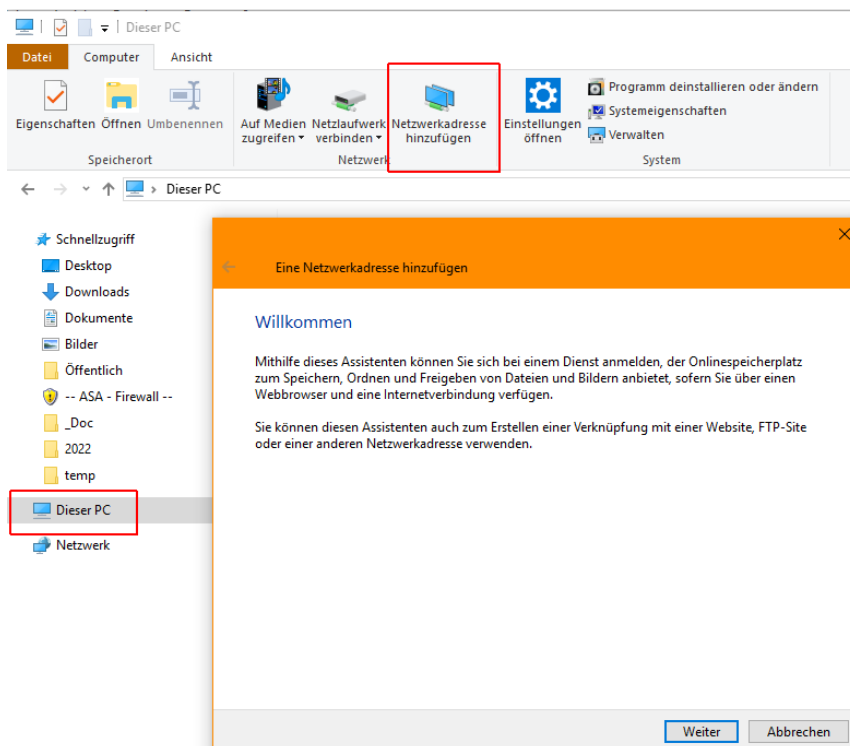 Dieser PC
Datei Computer Ansicht
Eigenschaften Öffnen Umbenennen
Speicherort
Auf Medien zugreifen
Netzlaufwerk verbinden
Netzwerkadresse hinzufügen
Netzwerk
Einstellungen öffnen
Programm deinstallieren oder ändern
Systemeigenschaften
Verwalten
System
Dieser PC
Schnellzugriff
Desktop
Downloads
Dokumente
Bilder
Öffentlich
-- ASA - Firewall --
_Doc
2022
temp
Dieser PC
Netzwerk
Eine Netzwerkadresse hinzufügen
Willkommen
Mithilfe dieses Assistenten können Sie sich bei einem Dienst anmelden, der Onlinespeicherplatz
zum Speichern, Ordnen und Freigeben von Dateien und Bildern anbietet, sofern Sie über einen
Webbrowser und eine Internetverbindung verfügen.
Sie können diesen Assistenten auch zum Erstellen einer Verknüpfung mit einer Website, FTP-Site
oder einer anderen Netzwerkadresse verwenden.
Weiter Abbrechen